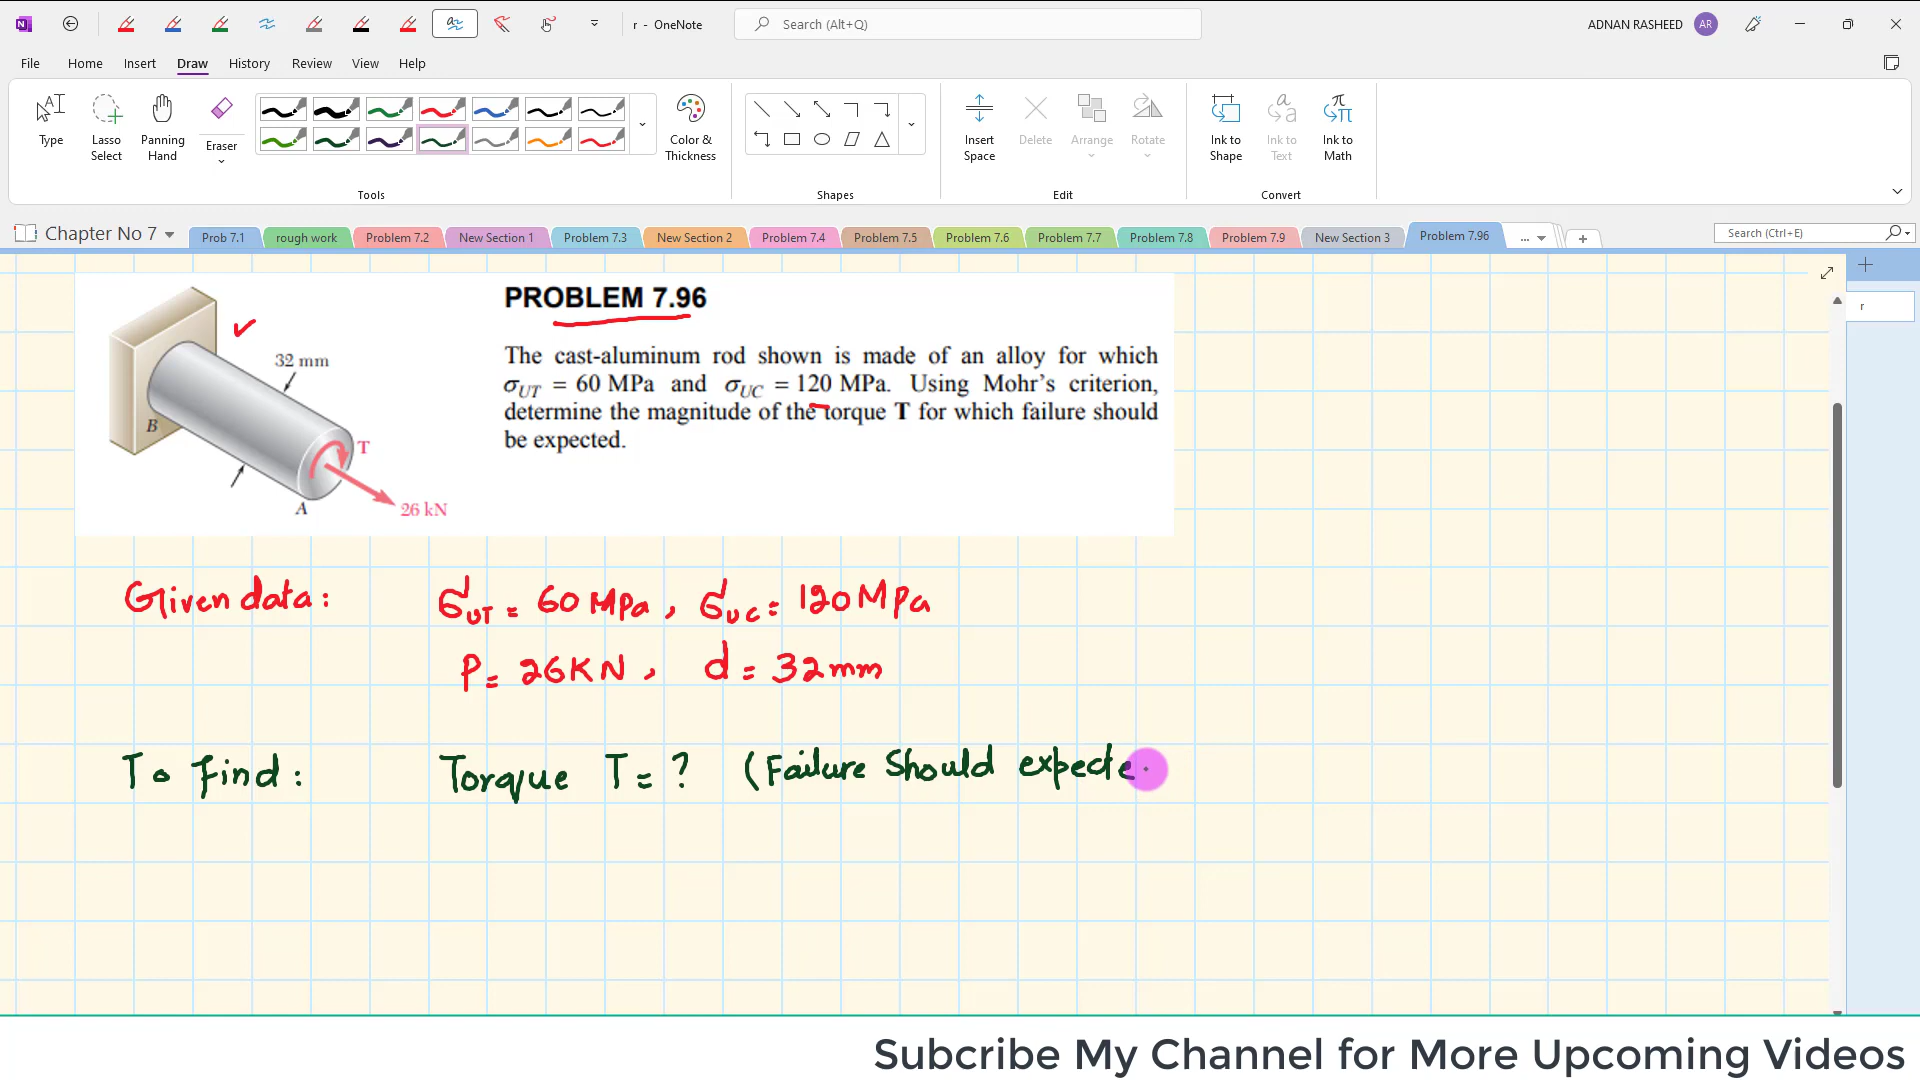 r - OneNote
Search (Alt+Q)
ADNAN RASHEED AR
File Home Insert Draw History Review View Help
Type
Lasso Select
Panning Hand
Eraser
Color & Thickness
Insert Space
Delete
Arrange
Rotate
Ink to Shape
Ink to Text
Ink to Math
Tools Shapes Edit Convert
Chapter No 7 Prob 7.1 rough work Problem 7.2 New Section 1 Problem 7.3 New Section 2 Problem 7.4 Problem 7.5 Problem 7.6 Problem 7.7 Problem 7.8 Problem 7.9 New Section 3 Problem 7.96 ... Search (Ctrl+E)
r
PROBLEM 7.96
The cast-aluminum rod shown is made of an alloy for which
σUT = 60 MPa and σUC = 120 MPa. Using Mohr's criterion,
determine the magnitude of the torque T for which failure should
be expected.
32 mm
B
T
A
26 kN
Given data: σUT = 60 MPa, σUC = 120 MPa
P = 26 KN, d = 32 mm
To find: Torque T = ? (Failure Should expecte
Subcribe My Channel for More Upcoming Videos